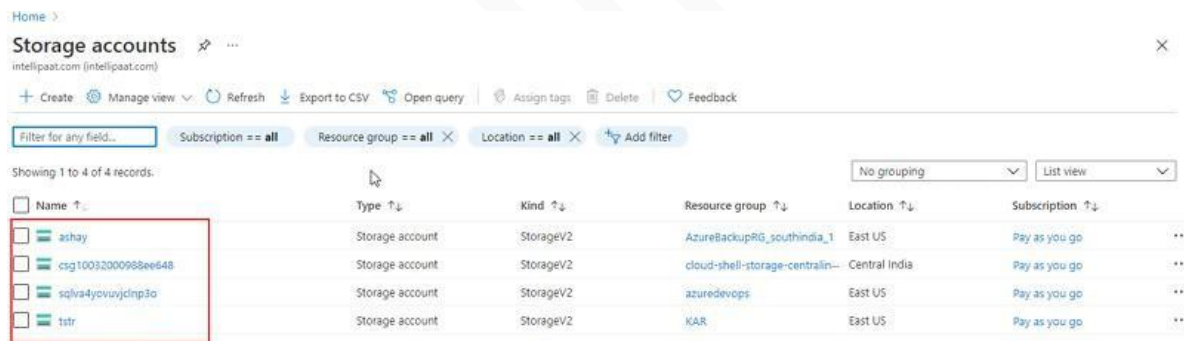 Home >
Storage accounts ...
intellipaat.com (intellipaat.com)
+ Create Manage view Refresh Export to CSV Open query Assign tags Delete Feedback
Filter for any field... Subscription == all Resource group == all Location == all Add filter
Showing 1 to 4 of 4 records. No grouping List view
Name ↑↓ Type ↑↓ Kind ↑↓ Resource group ↑↓ Location ↑↓ Subscription ↑↓
ashay Storage account StorageV2 AzureBackupRG_southindia_1 East US Pay as you go
csg10032000988ee648 Storage account StorageV2 cloud-shell-storage-centralin... Central India Pay as you go
sqlva4yovuvjclnp3o Storage account StorageV2 azuredevops East US Pay as you go
tstr Storage account StorageV2 KAR East US Pay as you go